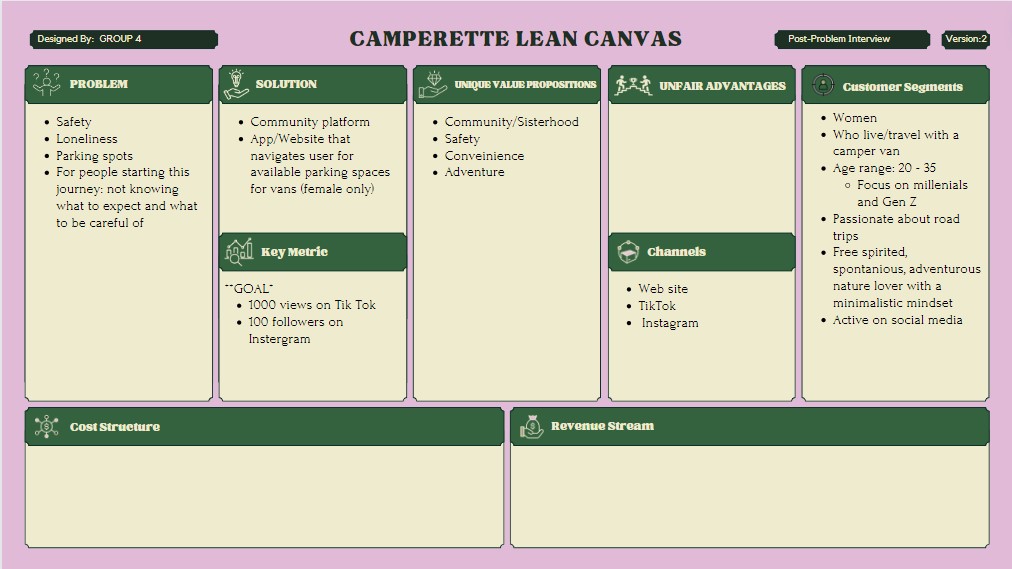 Designed By: GROUP 4
CAMPERETTE LEAN CANVAS
Post-Problem Interview
Version:2
PROBLEM
• Safety
• Loneliness
• Parking spots
• For people starting this
journey: not knowing
what to expect and what
to be careful of
SOLUTION
• Community platform
• App/Website that
navigates user for
available parking spaces
for vans (female only)
Key Metric
**GOAL*
• 1000 views on Tik Tok
• 100 followers on
Instergram
UNIQUE VALUE PROPOSITIONS
• Community/Sisterhood
• Safety
• Conveinience
• Adventure
UNFAIR ADVANTAGES
Channels
• Web site
• TikTok
• Instagram
Customer Segments
• Women
• Who live/travel with a
camper van
• Age range: 20 - 35
◦ Focus on millenials
and Gen Z
• Passionate about road
trips
• Free spirited,
spontanious, adventurous
nature lover with a
minimalistic mindset
• Active on social media
Cost Structure
Revenue Stream